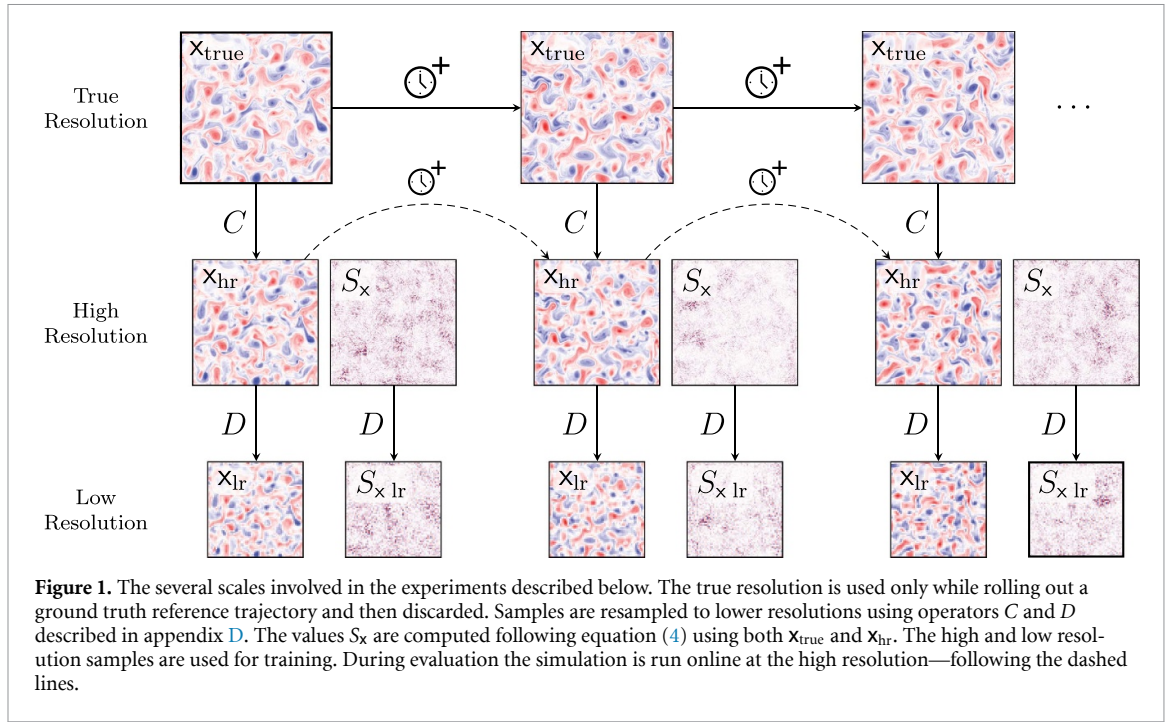 x_true x_true x_true
True
Resolution
+ + ...
+ +
C C C
x_hr S_x x_hr S_x x_hr S_x
High
Resolution
D D D D D D
x_lr S_x lr x_lr S_x lr x_lr S_x lr
Low
Resolution
Figure 1. The several scales involved in the experiments described below. The true resolution is used only while rolling out a
ground truth reference trajectory and then discarded. Samples are resampled to lower resolutions using operators C and D
described in appendix D. The values S_x are computed following equation (4) using both x_true and x_hr. The high and low resol-
ution samples are used for training. During evaluation the simulation is run online at the high resolution—following the dashed
lines.